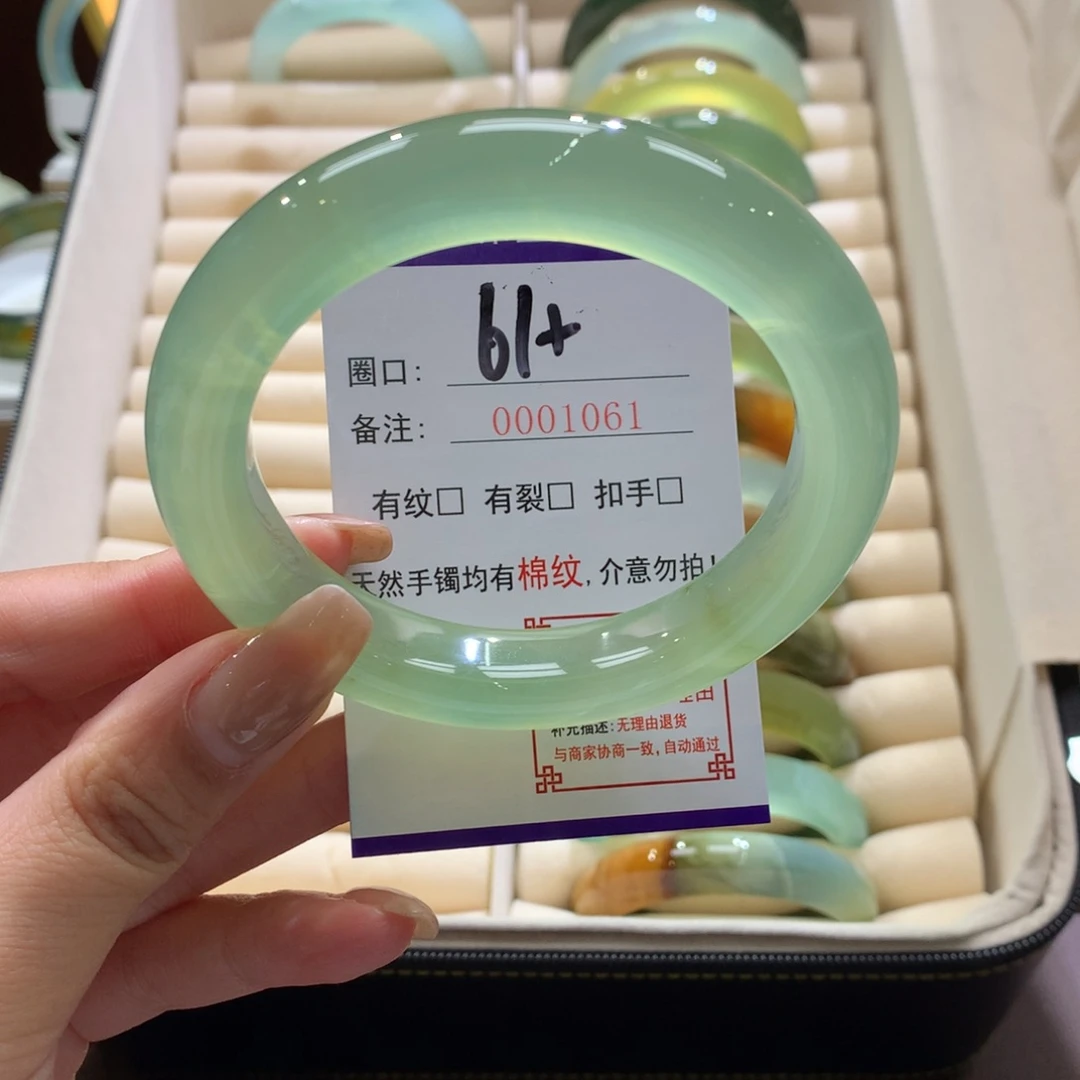 圈口: 61+
备注: 0001061
有纹□ 有裂□ 扣手□
天然手镯均有棉纹,介意勿拍!
补充描述:无理由退货
与商家协商一致,自动通过